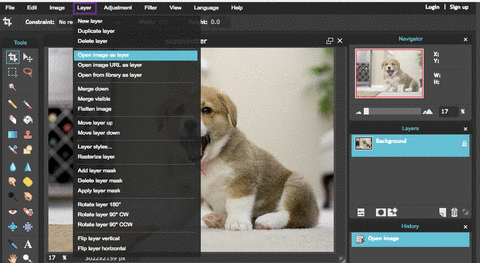 File Edit Image Layer Adjustment Filter View Language Help Login | Sign up
Constraint: No re Height: 0.0
New layer
Duplicate layer
Delete layer
Open image as layer
Open image URL as layer
Open from library as layer
Merge down
Merge visible
Flatten image
Move layer up
Move layer down
Layer styles...
Rasterize layer
Add layer mask
Delete layer mask
Apply layer mask
Rotate layer 180°
Rotate layer 90° CW
Rotate layer 90° CCW
Flip layer vertical
Flip layer horizontal
Tools
17 %
Navigator
X:
Y:
W:
H:
17 %
Layers
Background
History
Open image